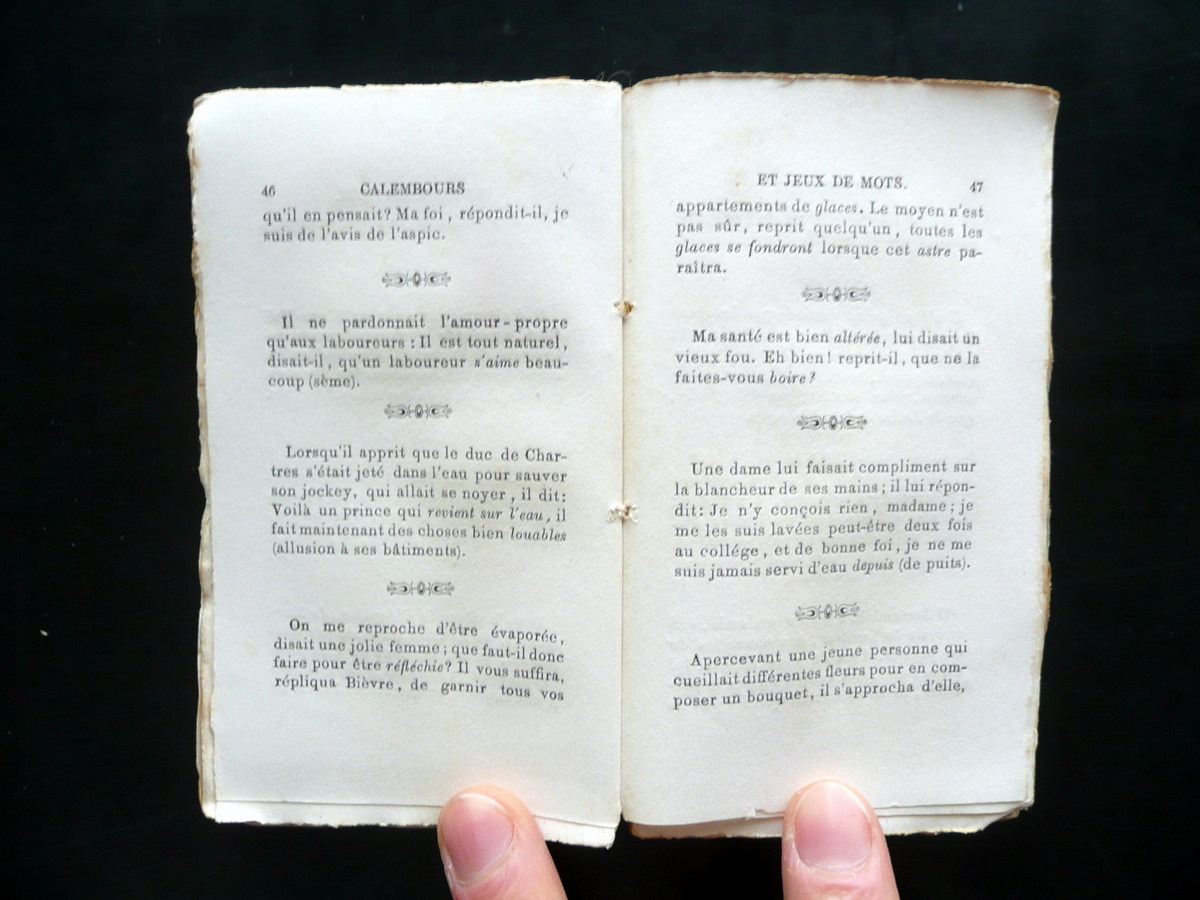 46 CALEMBOURS
qu'il en pensait? Ma foi, répondit-il, je
suis de l'avis de l'aspic.
Il ne pardonnait l'amour-propre
qu'aux laboureurs : Il est tout naturel,
disait-il, qu'un laboureur s'aime beau-
coup (sème).
Lorsqu'il apprit que le duc de Char-
tres s'était jeté dans l'eau pour sauver
son jockey, qui allait se noyer, il dit:
Voilà un prince qui revient sur l'eau, il
fait maintenant des choses bien louables
(allusion à ses bâtiments).
On me reproche d'être évaporée,
disait une jolie femme ; que faut-il donc
faire pour être réfléchie? Il vous suffira,
répliqua Bièvre, de garnir tous vos
ET JEUX DE MOTS. 47
appartements de glaces. Le moyen n'est
pas sûr, reprit quelqu'un, toutes les
glaces se fondront lorsque cet astre pa-
raîtra.
Ma santé est bien altérée, lui disait un
vieux fou. Eh bien! reprit-il, que ne la
faites-vous boire?
Une dame lui faisait compliment sur
la blancheur de ses mains; il lui répon-
dit: Je n'y conçois rien, madame; je
me les suis lavées peut-être deux fois
au collége, et de bonne foi, je ne me
suis jamais servi d'eau depuis (de puits).
Apercevant une jeune personne qui
cueillait différentes fleurs pour en com-
poser un bouquet, il s'approcha d'elle,